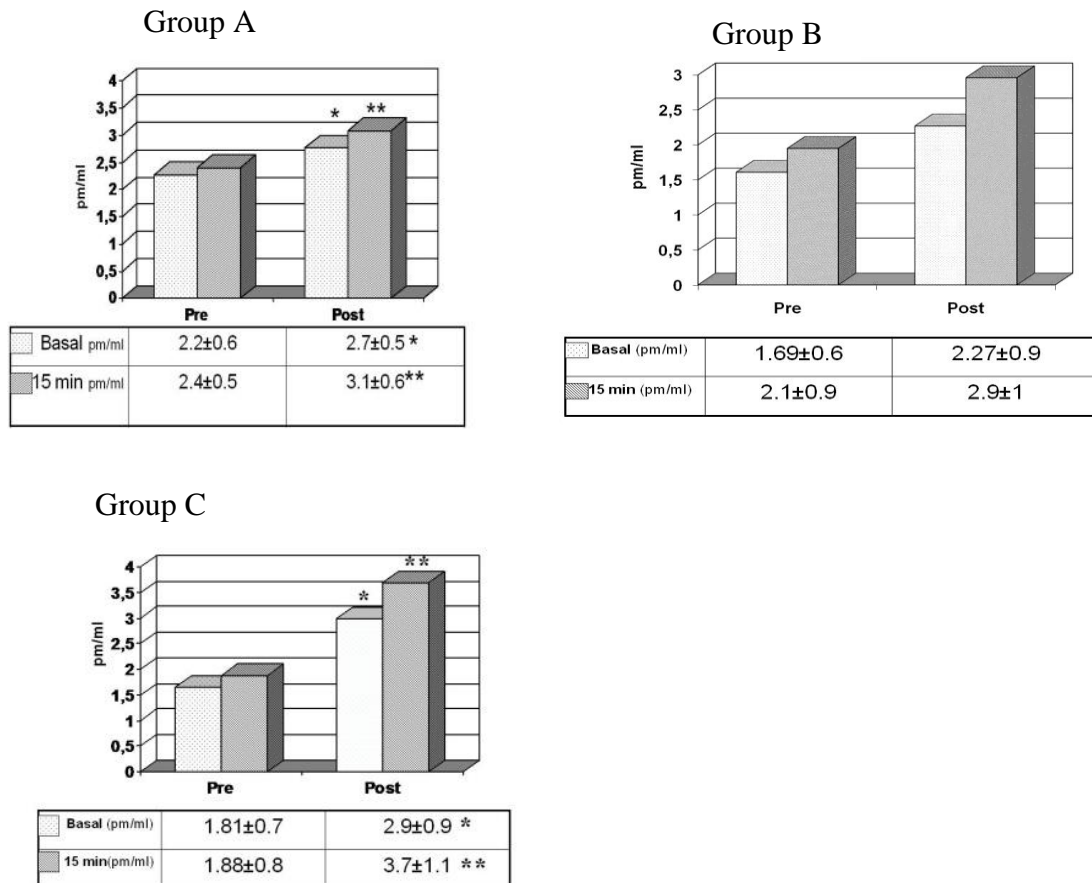 Group A
4
3,5
3
2,5
2
1,5
1
0,5
0
pm/ml
* **
Pre Post
Basal pm/ml 2.2±0.6 2.7±0.5 *
15 min pm/ml 2.4±0.5 3.1±0.6**
Group B
3
2,5
2
1,5
1
0,5
0
pm/ml
Pre Post
Basal (pm/ml) 1.69±0.6 2.27±0.9
15 min (pm/ml) 2.1±0.9 2.9±1
Group C
4
3,5
3
2,5
2
1,5
1
0,5
0
pm/ml
* **
Pre Post
Basal (pm/ml) 1.81±0.7 2.9±0.9 *
15 min(pm/ml) 1.88±0.8 3.7±1.1 **